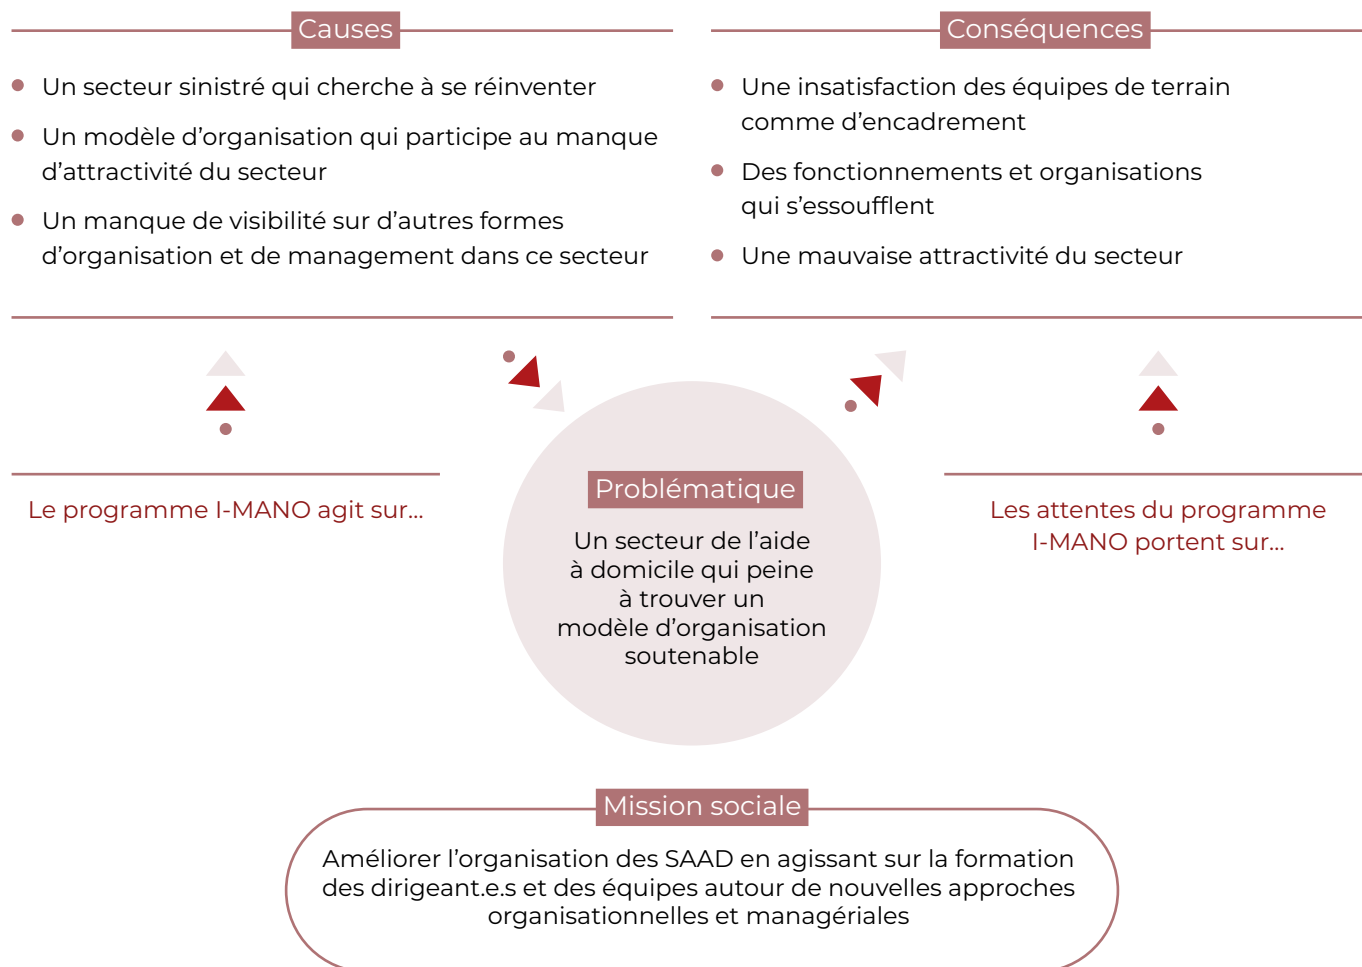 Causes
Un secteur sinistré qui cherche à se réinventer
Un modèle d’organisation qui participe au manque
d’attractivité du secteur
Un manque de visibilité sur d’autres formes
d’organisation et de management dans ce secteur
Conséquences
Une insatisfaction des équipes de terrain
comme d’encadrement
Des fonctionnements et organisations
qui s’essoufflent
Une mauvaise attractivité du secteur
Le programme I-MANO agit sur...
Problématique
Un secteur de l’aide
à domicile qui peine
à trouver un
modèle d’organisation
soutenable
Les attentes du programme
I-MANO portent sur...
Mission sociale
Améliorer l’organisation des SAAD en agissant sur la formation
des dirigeant.e.s et des équipes autour de nouvelles approches
organisationnelles et managériales